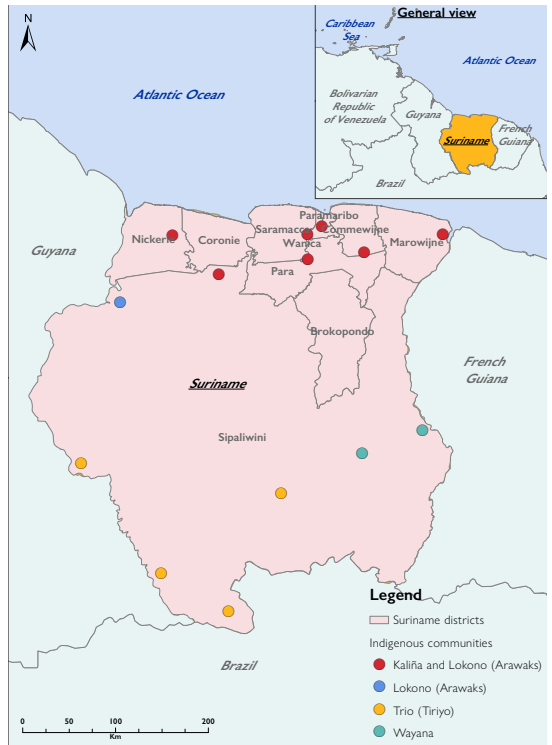 N
General view
Caribbean
Sea
Atlantic Ocean
Bolivarian
Republic
of Venezuela
Guyana
French
Guiana
Suriname
Brazil
Atlantic Ocean
Guyana
Nickerie
Coronie
Saramacca
Paramaribo
Wanica
Commewijne
Marowijne
Para
Brokopondo
French
Guiana
Suriname
Sipaliwini
Brazil
Legend
Suriname districts
Indigenous communities
Kaliña and Lokono (Arawaks)
Lokono (Arawaks)
Trio (Tiriyo)
Wayana
0 50 100 200
Km